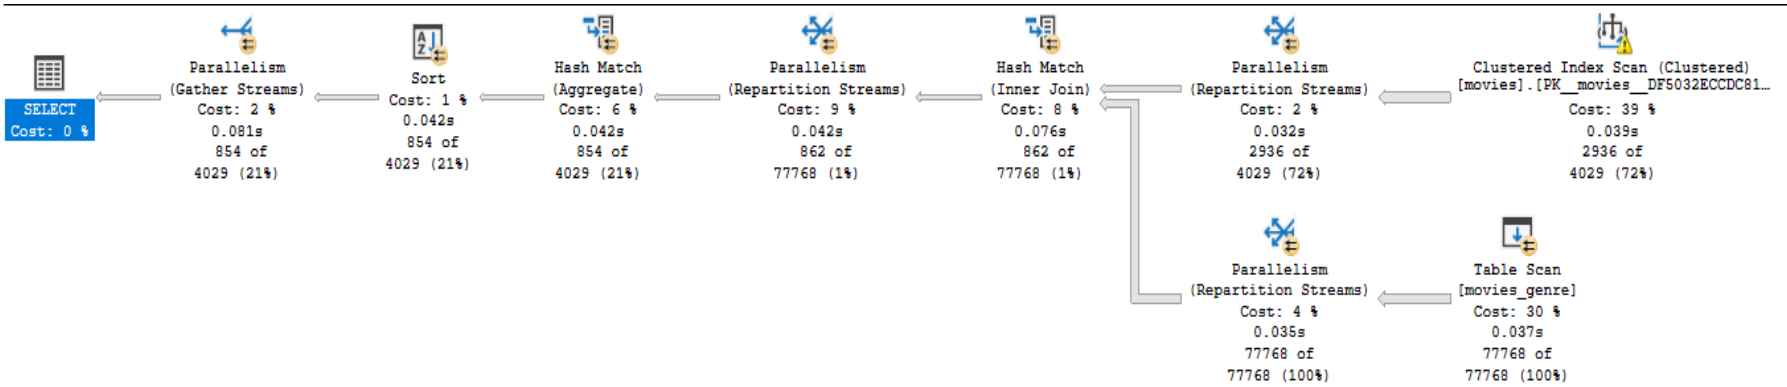 SELECT
Cost: 0 %
Parallelism
(Gather Streams)
Cost: 2 %
0.081s
854 of
4029 (21%)
Sort
Cost: 1 %
0.042s
854 of
4029 (21%)
Hash Match
(Aggregate)
Cost: 6 %
0.042s
854 of
4029 (21%)
Parallelism
(Repartition Streams)
Cost: 9 %
0.042s
862 of
77768 (1%)
Hash Match
(Inner Join)
Cost: 8 %
0.076s
862 of
77768 (1%)
Parallelism
(Repartition Streams)
Cost: 2 %
0.032s
2936 of
4029 (72%)
Clustered Index Scan (Clustered)
[movies].[PK__movies__DF5032ECCDC81...
Cost: 39 %
0.039s
2936 of
4029 (72%)
Parallelism
(Repartition Streams)
Cost: 4 %
0.035s
77768 of
77768 (100%)
Table Scan
[movies_genre]
Cost: 30 %
0.037s
77768 of
77768 (100%)